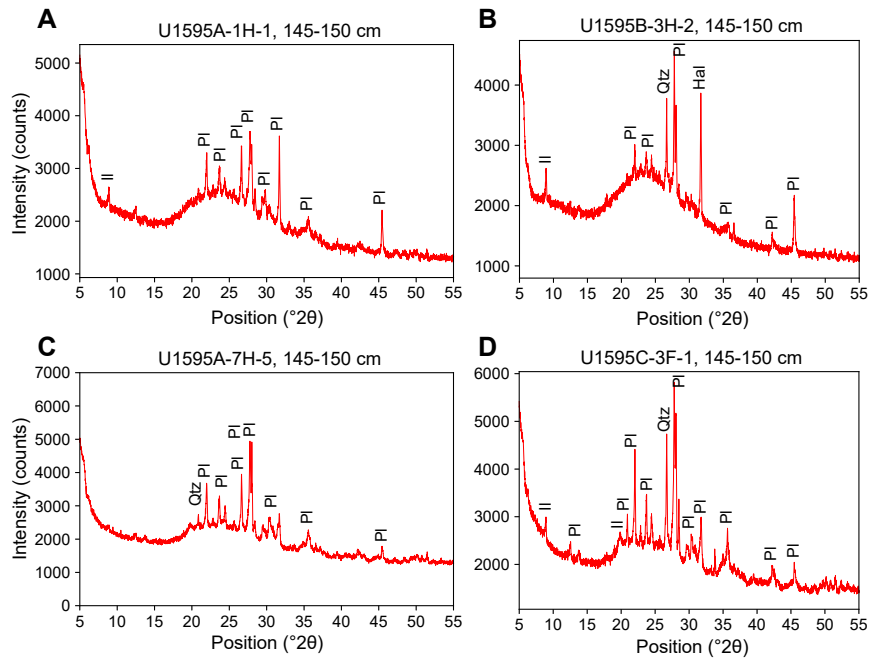 A
U1595A-1H-1, 145-150 cm
Intensity (counts)
5000
4000
3000
2000
1000
Il
Pl
Pl
Pl
Pl
Pl
Pl
Pl
Pl
5 10 15 20 25 30 35 40 45 50 55
Position (°2θ)
B
U1595B-3H-2, 145-150 cm
4000
3000
2000
1000
Il
Pl
Pl
Qtz
Pl
Hal
Pl
Pl
Pl
5 10 15 20 25 30 35 40 45 50 55
Position (°2θ)
C
U1595A-7H-5, 145-150 cm
Intensity (counts)
7000
6000
5000
4000
3000
2000
1000
0
Qtz
Pl
Pl
Pl
Pl
Pl
Pl
Pl
Pl
5 10 15 20 25 30 35 40 45 50 55
Position (°2θ)
D
U1595C-3F-1, 145-150 cm
6000
5000
4000
3000
2000
Il
Pl
Il
Pl
Pl
Pl
Qtz
Pl
Pl
Pl
Pl
Pl
Pl
5 10 15 20 25 30 35 40 45 50 55
Position (°2θ)